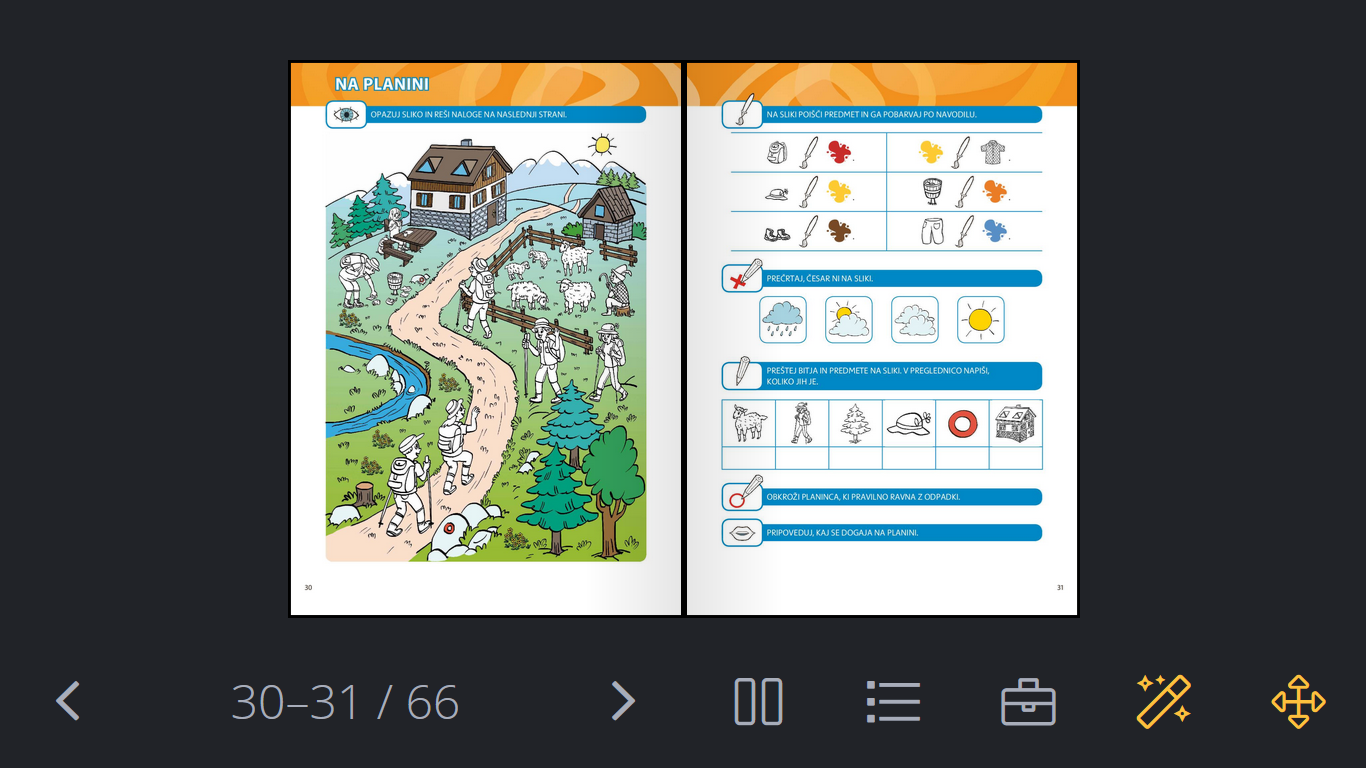 NA PLANINI
OPAZUJ SLIKO IN REŠI NALOGE NA NASLEDNJI STRANI.
30
NA SLIKI POIŠČI PREDMET IN GA POBARVAJ PO NAVODILU.
PREČRTAJ, ČESAR NI NA SLIKI.
PREŠTEJ BITJA IN PREDMETE NA SLIKI. V PREGLEDNICO NAPIŠI,
KOLIKO JIH JE.
OBKROŽI PLANINCA, KI PRAVILNO RAVNA Z ODPADKI.
PRIPOVEDUJ, KAJ SE DOGAJA NA PLANINI.
31
30–31 / 66